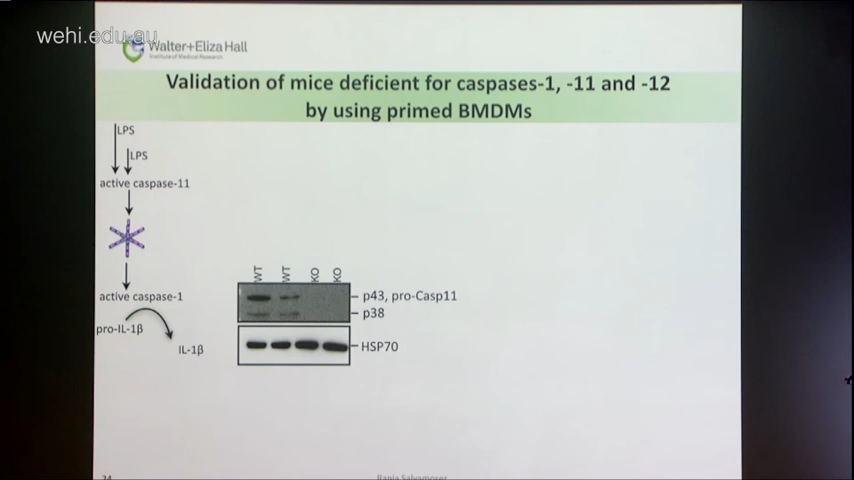 wehi.edu.au
Walter+Eliza Hall
Institute of Medical Research
Validation of mice deficient for caspases-1, -11 and -12
by using primed BMDMs
LPS
LPS
active caspase-11
active caspase-1
pro-IL-1β
IL-1β
WT
WT
KO
KO
p43, pro-Casp11
p38
HSP70
24
Ranja Salvamoser